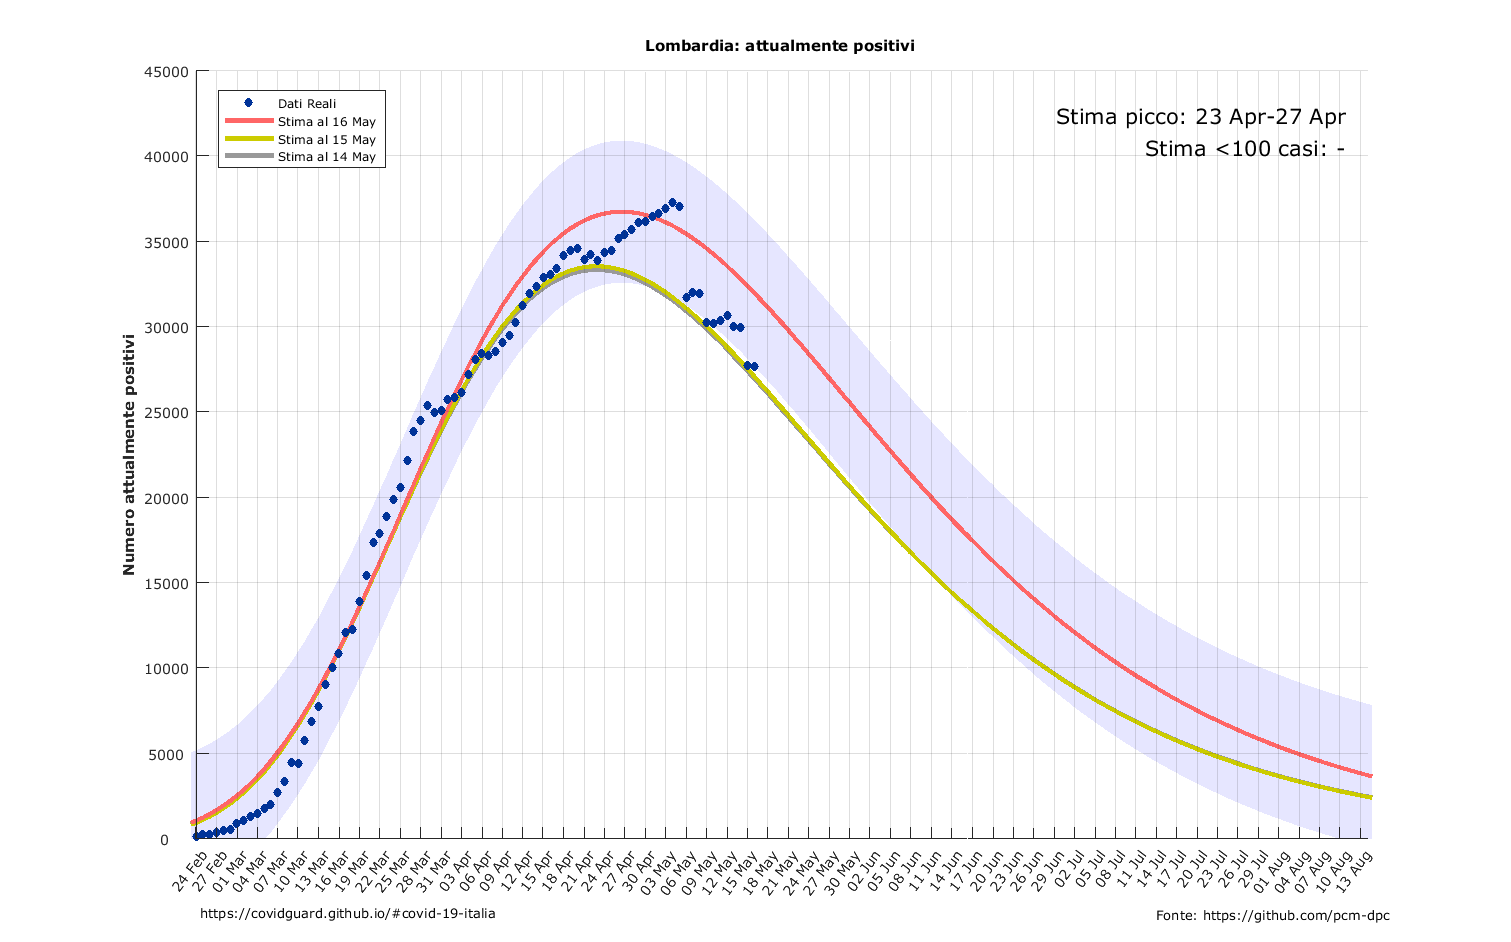 Lombardia: attualmente positivi
45000
40000
35000
30000
25000
20000
15000
10000
5000
0
Numero attualmente positivi
Dati Reali
Stima al 16 May
Stima al 15 May
Stima al 14 May
Stima picco: 23 Apr-27 Apr
Stima <100 casi: -
24 Feb
27 Feb
01 Mar
04 Mar
07 Mar
10 Mar
13 Mar
16 Mar
19 Mar
22 Mar
25 Mar
28 Mar
31 Mar
03 Apr
06 Apr
09 Apr
12 Apr
15 Apr
18 Apr
21 Apr
24 Apr
27 Apr
30 Apr
03 May
06 May
09 May
12 May
15 May
18 May
21 May
24 May
27 May
30 May
02 Jun
05 Jun
08 Jun
11 Jun
14 Jun
17 Jun
20 Jun
23 Jun
26 Jun
29 Jun
02 Jul
05 Jul
08 Jul
11 Jul
14 Jul
17 Jul
20 Jul
23 Jul
26 Jul
29 Jul
01 Aug
04 Aug
07 Aug
10 Aug
13 Aug
https://covidguard.github.io/#covid-19-italia
Fonte: https://github.com/pcm-dpc